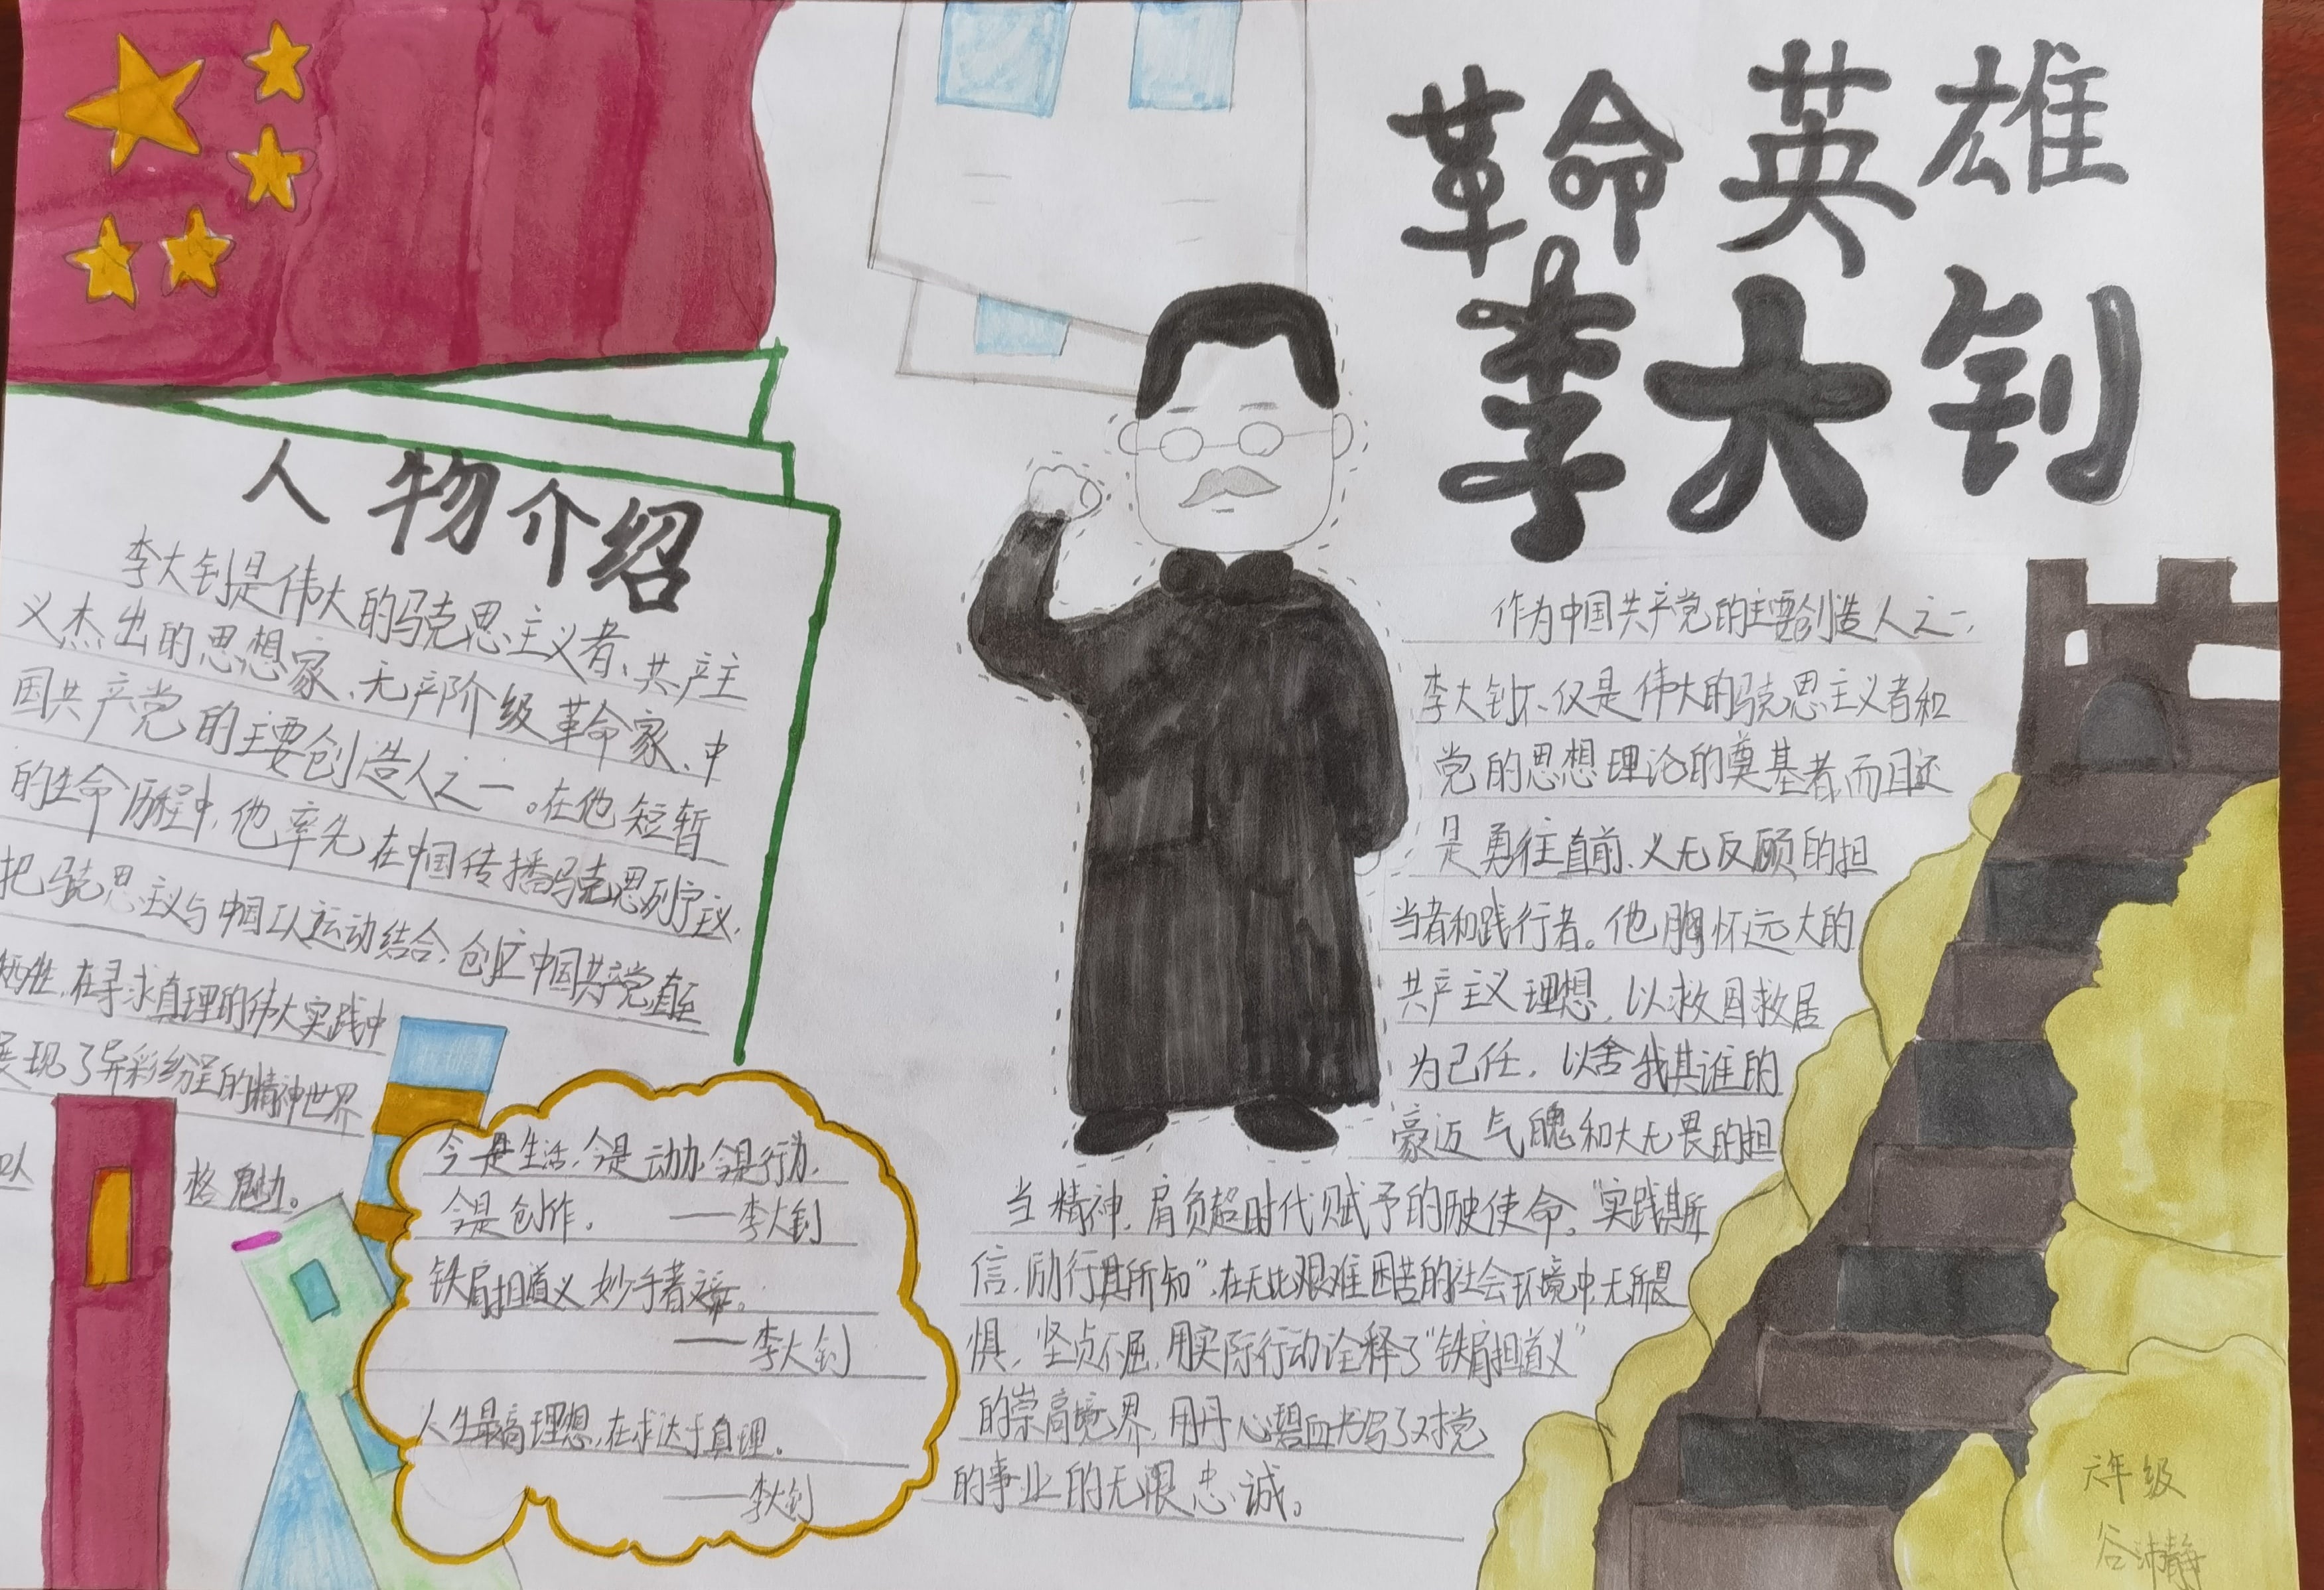 革命英雄
李大钊
人物介绍
李大钊是伟大的马克思主义者、共产主
义杰出的思想家、无产阶级革命家、中
国共产党的主要创造人之一。在他短暂
的生命历程中，他率先在中国传播马克思列宁主义，
把马克思主义与中国工人运动结合，创立中国共产党直至
牺牲，在寻求真理的伟大实践中
展现了异彩纷呈的精神世界
以 格魅力。
今是生活，今是动力，今是行为，
今是创作。 ——李大钊
铁肩担道义 妙手著
——李大钊
人生最高理想，在求达于真理。
——李大钊
作为中国共产党的主要创造人之一，
李大钊不仅是伟大的马克思主义者和
党的思想理论的奠基者，而且还
是勇往直前、义无反顾的担
当者和践行者。他胸怀远大的
共产主义理想，以救国救
为己任，以舍我其谁的
豪迈气魄和大无畏的担
当精神，肩负超时代赋予的驶使命。“实践其所
信，励行其所知”，在无比艰难困苦的社会环境中，无所畏
惧，坚贞不屈，用实际行动诠释了“铁肩担道义”
的崇高境界，用丹心碧血书写了对党
的事业的无限忠诚。
六年级
谷沛静